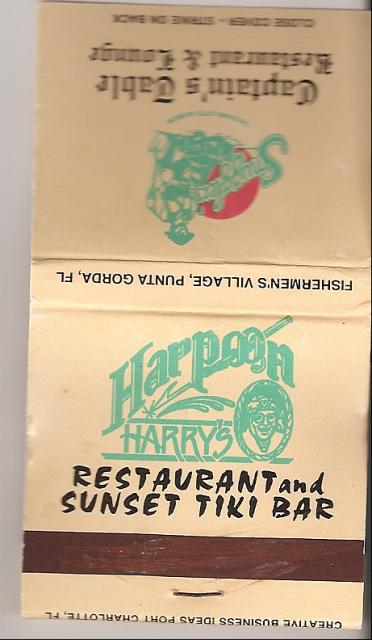 CLOSE COVER - STRIKE ON BACK
Captain's Table
Restaurant & Lounge
Smugglers
FISHERMEN'S VILLAGE, PUNTA GORDA, FL
Harpoon
HARRY'S
RESTAURANT and
SUNSET TIKI BAR
CREATIVE BUSINESS IDEAS PORT CHARLOTTE, FL